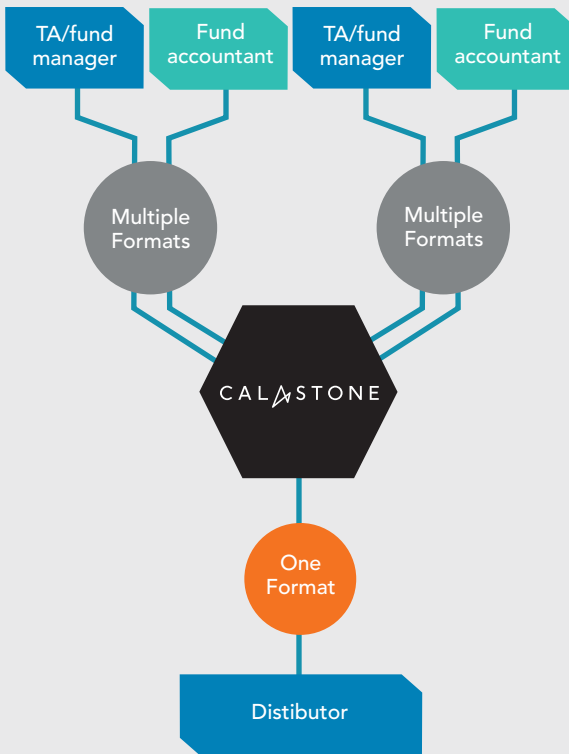 TA/fund
manager
Fund
accountant
TA/fund
manager
Fund
accountant
Multiple
Formats
Multiple
Formats
CALASTONE
One
Format
Distibutor